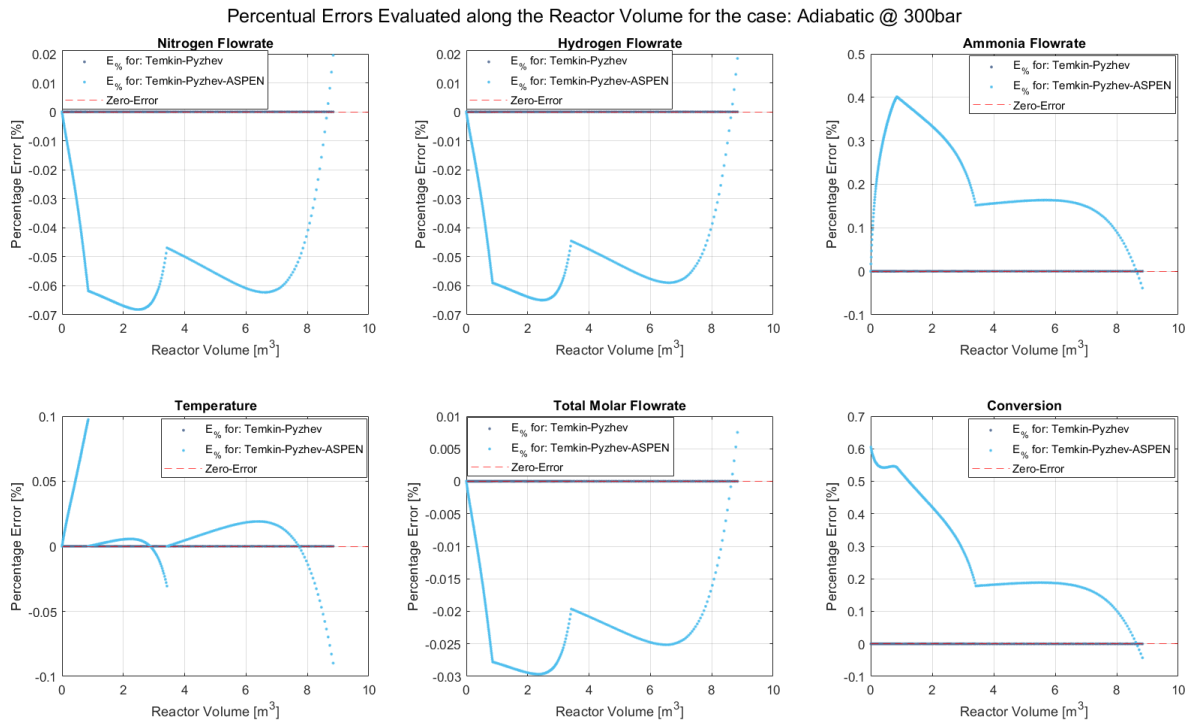 Percentual Errors Evaluated along the Reactor Volume for the case: Adiabatic @ 300bar
Nitrogen Flowrate
0.02
0.02
0.01
0
-0.01
-0.02
-0.03
-0.04
-0.05
-0.06
-0.07
Percentage Error [%]
E% for: Temkin-Pyzhev
E% for: Temkin-Pyzhev-ASPEN
Zero-Error
0 2 4 6 8 10
Reactor Volume [m3]
Hydrogen Flowrate
0.02
0.02
0.01
0
-0.01
-0.02
-0.03
-0.04
-0.05
-0.06
-0.07
Percentage Error [%]
E% for: Temkin-Pyzhev
E% for: Temkin-Pyzhev-ASPEN
Zero-Error
0 2 4 6 8 10
Reactor Volume [m3]
Ammonia Flowrate
0.5
0.4
0.3
0.2
0.1
0
-0.1
Percentage Error [%]
E% for: Temkin-Pyzhev
E% for: Temkin-Pyzhev-ASPEN
Zero-Error
0 2 4 6 8 10
Reactor Volume [m3]
Temperature
0.1
0.05
0
-0.05
-0.1
Percentage Error [%]
E% for: Temkin-Pyzhev
E% for: Temkin-Pyzhev-ASPEN
Zero-Error
0 2 4 6 8 10
Reactor Volume [m3]
Total Molar Flowrate
0.01
0.005
0
-0.005
-0.01
-0.015
-0.02
-0.025
-0.03
Percentage Error [%]
E% for: Temkin-Pyzhev
E% for: Temkin-Pyzhev-ASPEN
Zero-Error
0 2 4 6 8 10
Reactor Volume [m3]
Conversion
0.7
0.6
0.5
0.4
0.3
0.2
0.1
0
-0.1
Percentage Error [%]
E% for: Temkin-Pyzhev
E% for: Temkin-Pyzhev-ASPEN
Zero-Error
0 2 4 6 8 10
Reactor Volume [m3]